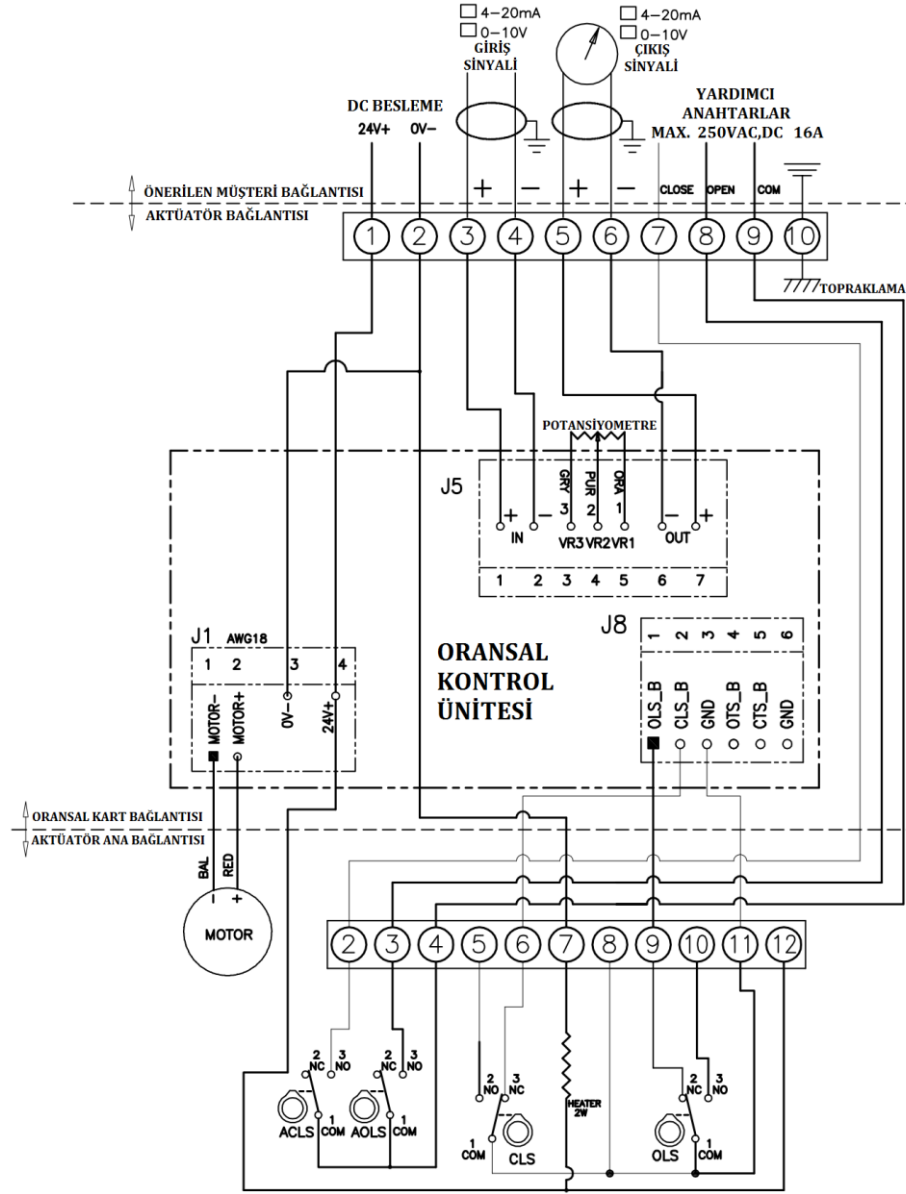 4-20mA
0-10V
GİRİŞ
SİNYALİ
4-20mA
0-10V
ÇIKIŞ
SİNYALİ
DC BESLEME
24V+ 0V-
YARDIMCI
ANAHTARLAR
MAX. 250VAC,DC 16A
ÖNERİLEN MÜŞTERİ BAĞLANTISI
+ - + - CLOSE OPEN COM
AKTÜATÖR BAĞLANTISI
1 2 3 4 5 6 7 8 9 10
TOPRAKLAMA
POTANSİYOMETRE
J5
GRY PUR ORA
+ - 3 2 1 - +
IN VR3 VR2 VR1 OUT
1 2 3 4 5 6 7
J8
1 2 3 4 5 6
OLS_B CLS_B GND OTS_B CTS_B GND
ORANSAL
KONTROL
ÜNİTESİ
J1 AWG18
1 2 3 4
MOTOR- MOTOR+ 0V- 24V+
ORANSAL KART BAĞLANTISI
AKTÜATÖR ANA BAĞLANTISI
BAL RED
- +
MOTOR
2 3 4 5 6 7 8 9 10 11 12
2 NC 3 NO
1 COM
ACLS
2 NC 3 NO
1 COM
AOLS
2 NO 3 NC
1 COM
CLS
HEATER
2W
2 NC 3 NO
1 COM
OLS